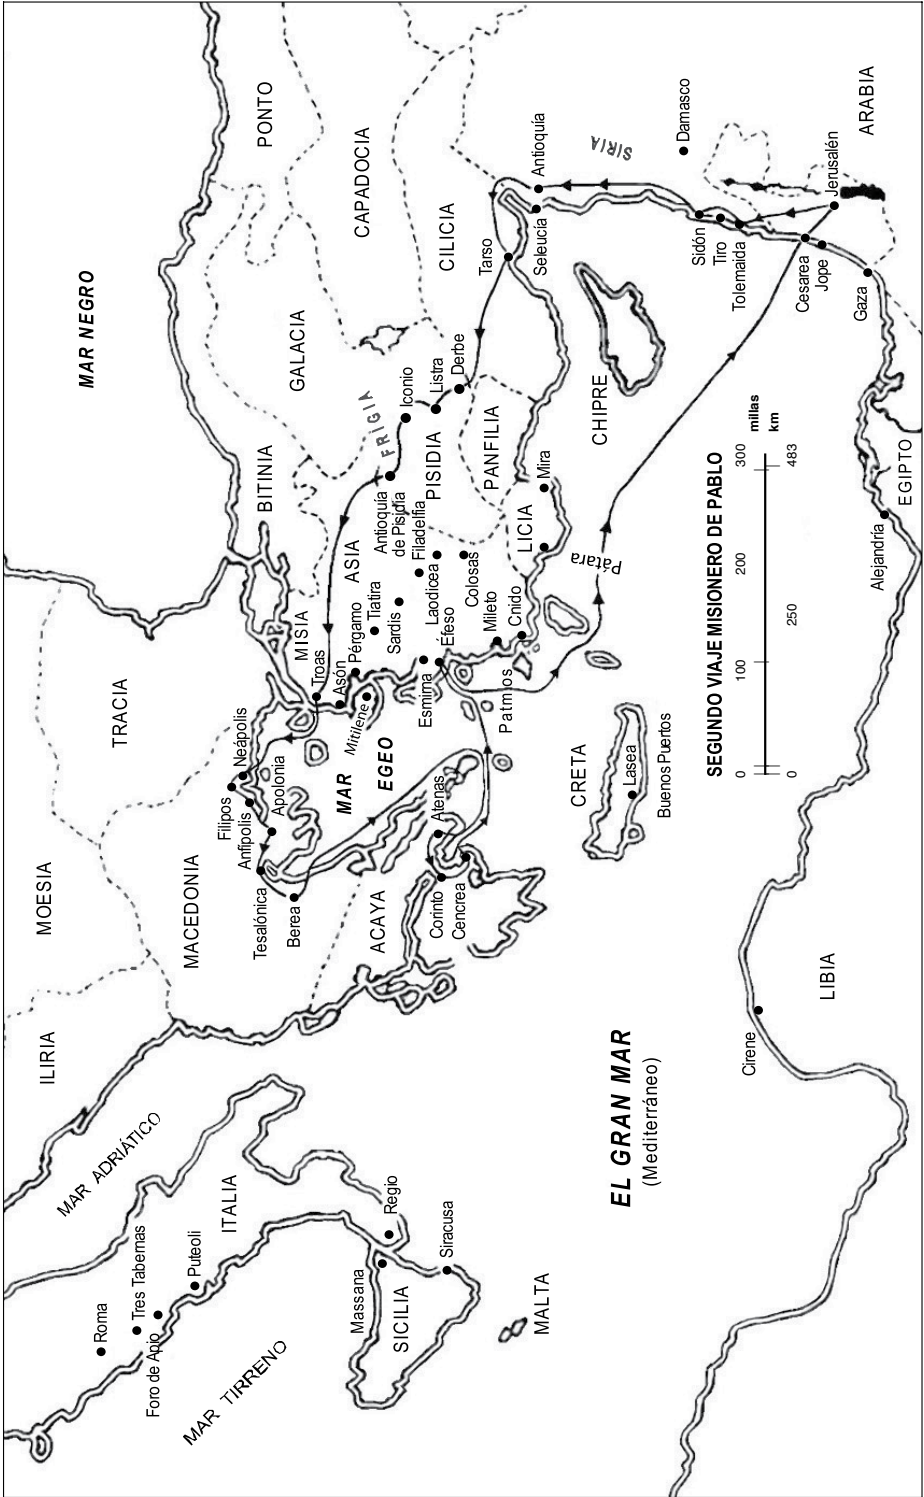 ILIRIA
MOESIA
TRACIA
MACEDONIA
MAR NEGRO
PONTO
BITINIA
GALACIA
CAPADOCIA
CILICIA
MAR ADRIÁTICO
ITALIA
Roma
Tres Tabernas
Foro de Apio
Puteoli
MAR TIRRENO
Massana
Regio
SICILIA
Siracusa
MALTA
Filipos
Neápolis
Anfípolis
Apolonia
Tesalónica
Berea
ACAYA
MAR
EGEO
Atenas
Corinto
Cencrea
MISIA
Troas
Asón
Mitilene
Pérgamo
ASIA
Tiatira
Sardis
Filadelfia
Laodicea
Colosas
Esmirna
Éfeso
Mileto
Cnido
Patmos
FRIGIA
Antioquía
de Pisidia
Iconio
Listra
Derbe
PISIDIA
PANFILIA
LICIA
Mira
Pátara
Tarso
Seleucía
Antioquía
SIRIA
CHIPRE
CRETA
Lasea
Buenos Puertos
Damasco
Sidón
Tiro
Tolemaida
Cesarea
Jope
Jerusalén
Gaza
ARABIA
EL GRAN MAR
(Mediterráneo)
SEGUNDO VIAJE MISIONERO DE PABLO
0 100 200 300 millas
0 250 483 km
Cirene
LIBIA
Alejandría
EGIPTO